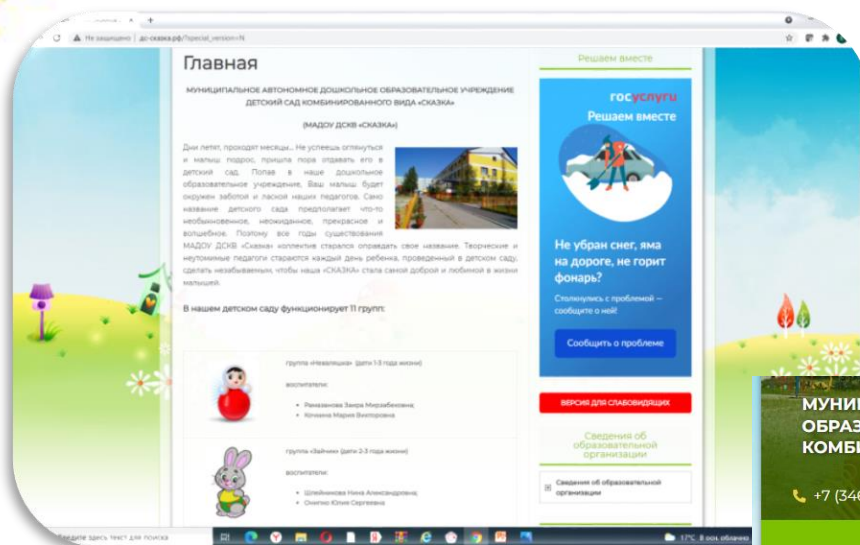 Не защищено | дс-сказка.рф/?special_version=N
Главная
МУНИЦИПАЛЬНОЕ АВТОНОМНОЕ ДОШКОЛЬНОЕ ОБРАЗОВАТЕЛЬНОЕ УЧРЕЖДЕНИЕ
ДЕТСКИЙ САД КОМБИНИРОВАННОГО ВИДА «СКАЗКА»
(МАДОУ ДСКВ «СКАЗКА»)
Дни летят, проходят месяцы... Не успеешь оглянуться
и малыш подрос, пришла пора отдавать его в
детский сад. Попав в наше дошкольное
образовательное учреждение, Ваш малыш будет
окружен заботой и лаской наших педагогов. Само
название детского сада предполагает что-то
необыкновенное, неожиданное, прекрасное и
волшебное. Поэтому все годы существования
МАДОУ ДСКВ «Сказка» коллектив старался оправдать свое название. Творческие и
неутомимые педагоги стараются каждый день ребенка, проведенный в детском саду,
сделать незабываемым, чтобы наша «СКАЗКА» стала самой доброй и любимой в жизни
малышей.
В нашем детском саду функционирует 11 групп:
группа «Неваляшка» (дети 1-3 года жизни)
воспитатели:
Рамазанова Заира Мирзабековна;
Кочкина Мария Викторовна
группа «Зайчик» (дети 2-3 года жизни)
воспитатели:
Шлейникова Нина Александровна;
Онипко Юлия Сергеевна
Решаем вместе
госуслуги
Решаем вместе
Не убран снег, яма
на дороге, не горит
фонарь?
Столкнулись с проблемой —
сообщите о ней!
Сообщить о проблеме
ВЕРСИЯ ДЛЯ СЛАБОВИДЯЩИХ
Сведения об
образовательной
организации
Сведения об образовательной
организации
Введите здесь текст для поиска
17°C В осн. облачно
МУНИ
ОБРАЗ
КОМБИ
+7 (346